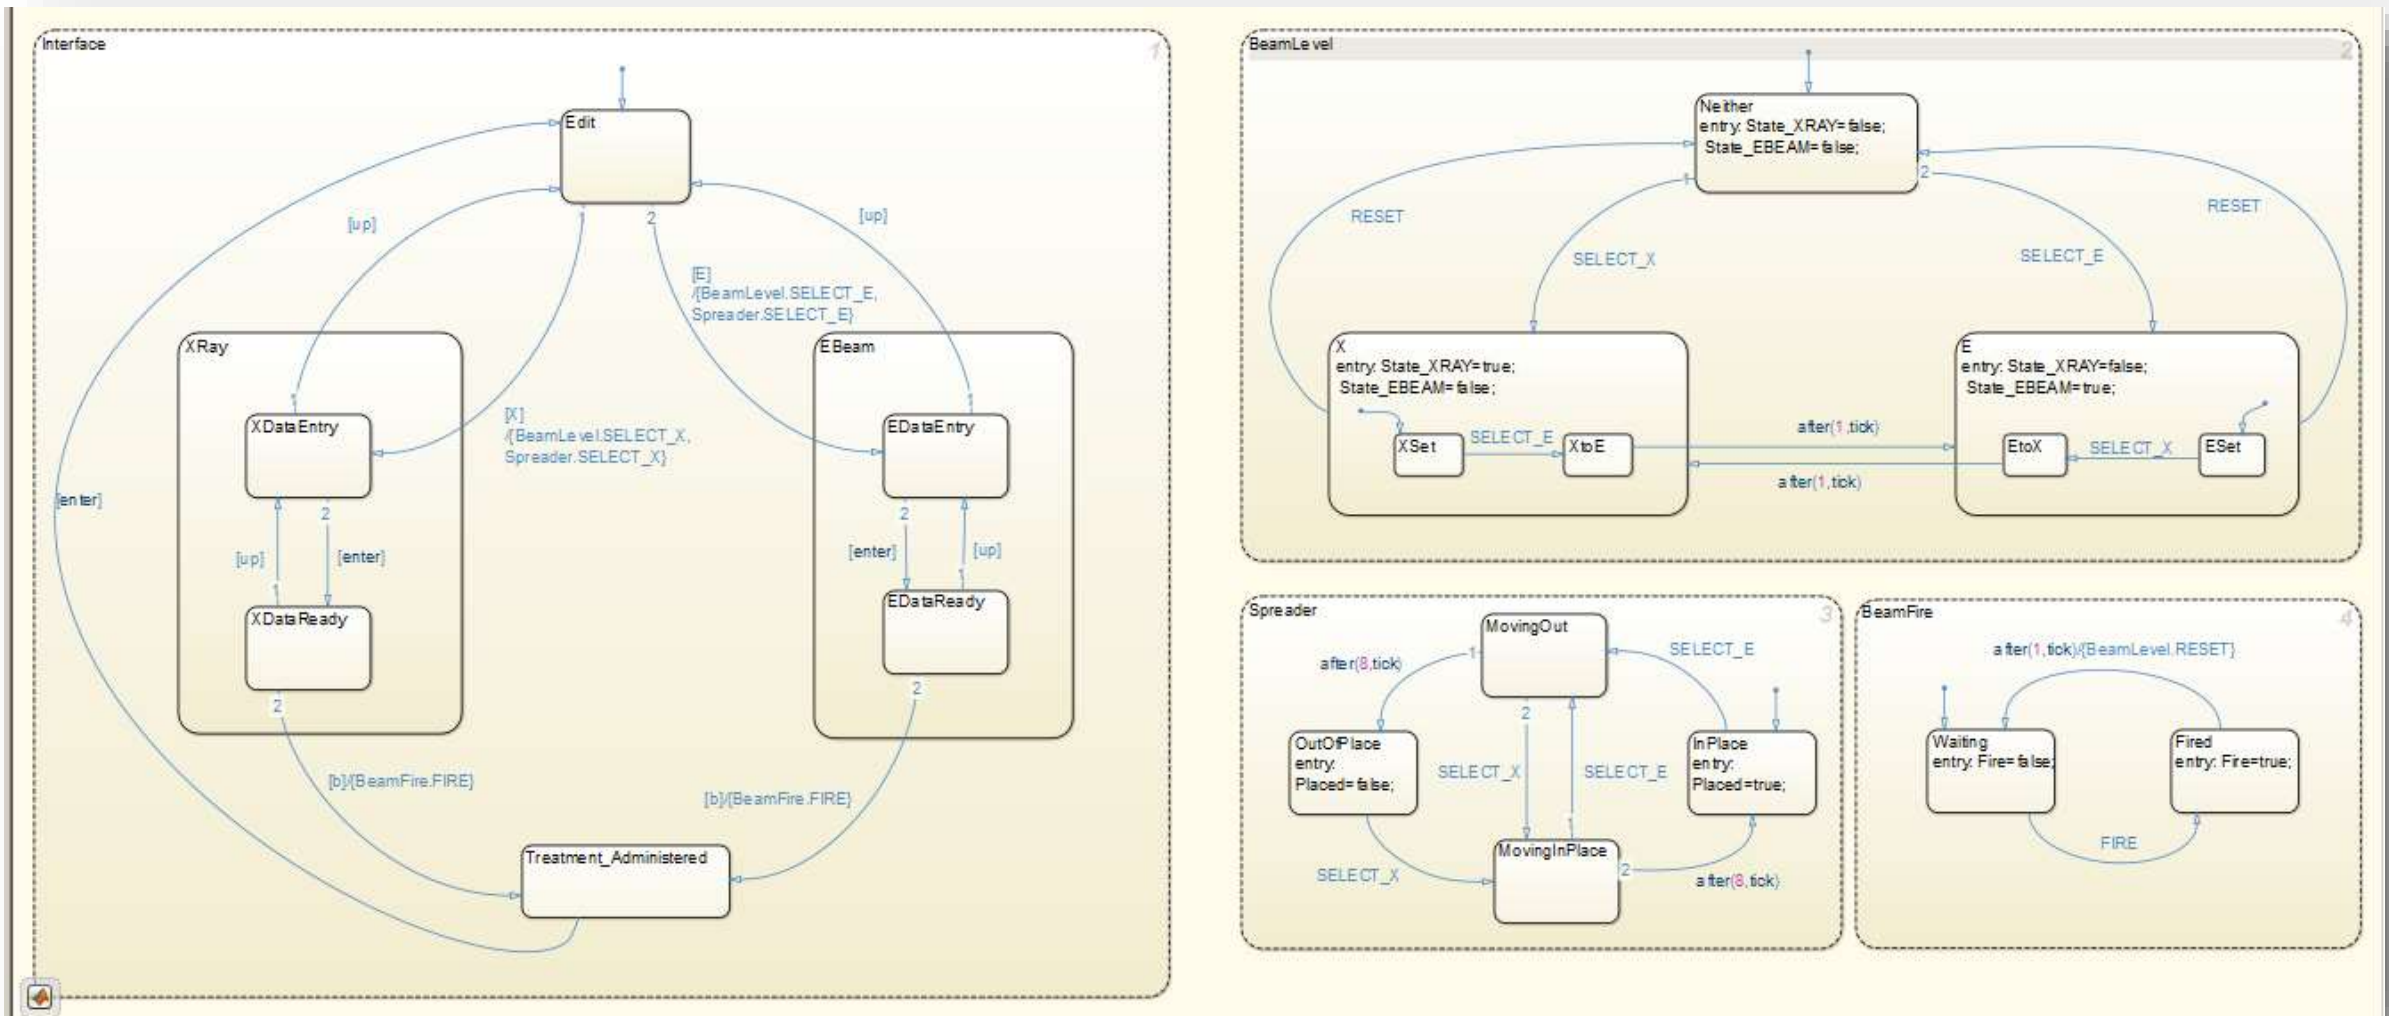 Interface
1
Edit
[up]
1
2
[up]
[E]
/{BeamLevel.SELECT_E,
Spreader.SELECT_E}
XRay
EBeam
1
XDataEntry
[X]
/{BeamLevel.SELECT_X,
Spreader.SELECT_X}
1
EDataEntry
[enter]
2
[up]
[enter]
1
XDataReady
2
2
[enter]
[up]
1
EDataReady
2
[b]/{BeamFire.FIRE}
[b]/{BeamFire.FIRE}
Treatment_Administered
BeamLevel
2
Neither
entry: State_XRAY=false;
State_EBEAM=false;
1
2
RESET
RESET
SELECT_X
SELECT_E
X
entry: State_XRAY=true;
State_EBEAM=false;
XSet
SELECT_E
XtoE
after(1,tick)
after(1,tick)
E
entry: State_XRAY=false;
State_EBEAM=true;
EtoX
SELECT_X
ESet
Spreader
3
MovingOut
1
SELECT_E
after(8,tick)
2
OutOfPlace
entry:
Placed=false;
SELECT_X
SELECT_E
InPlace
entry:
Placed=true;
1
MovingInPlace
2
SELECT_X
after(8,tick)
BeamFire
4
after(1,tick)/{BeamLevel.RESET}
Waiting
entry: Fire=false;
Fired
entry: Fire=true;
FIRE